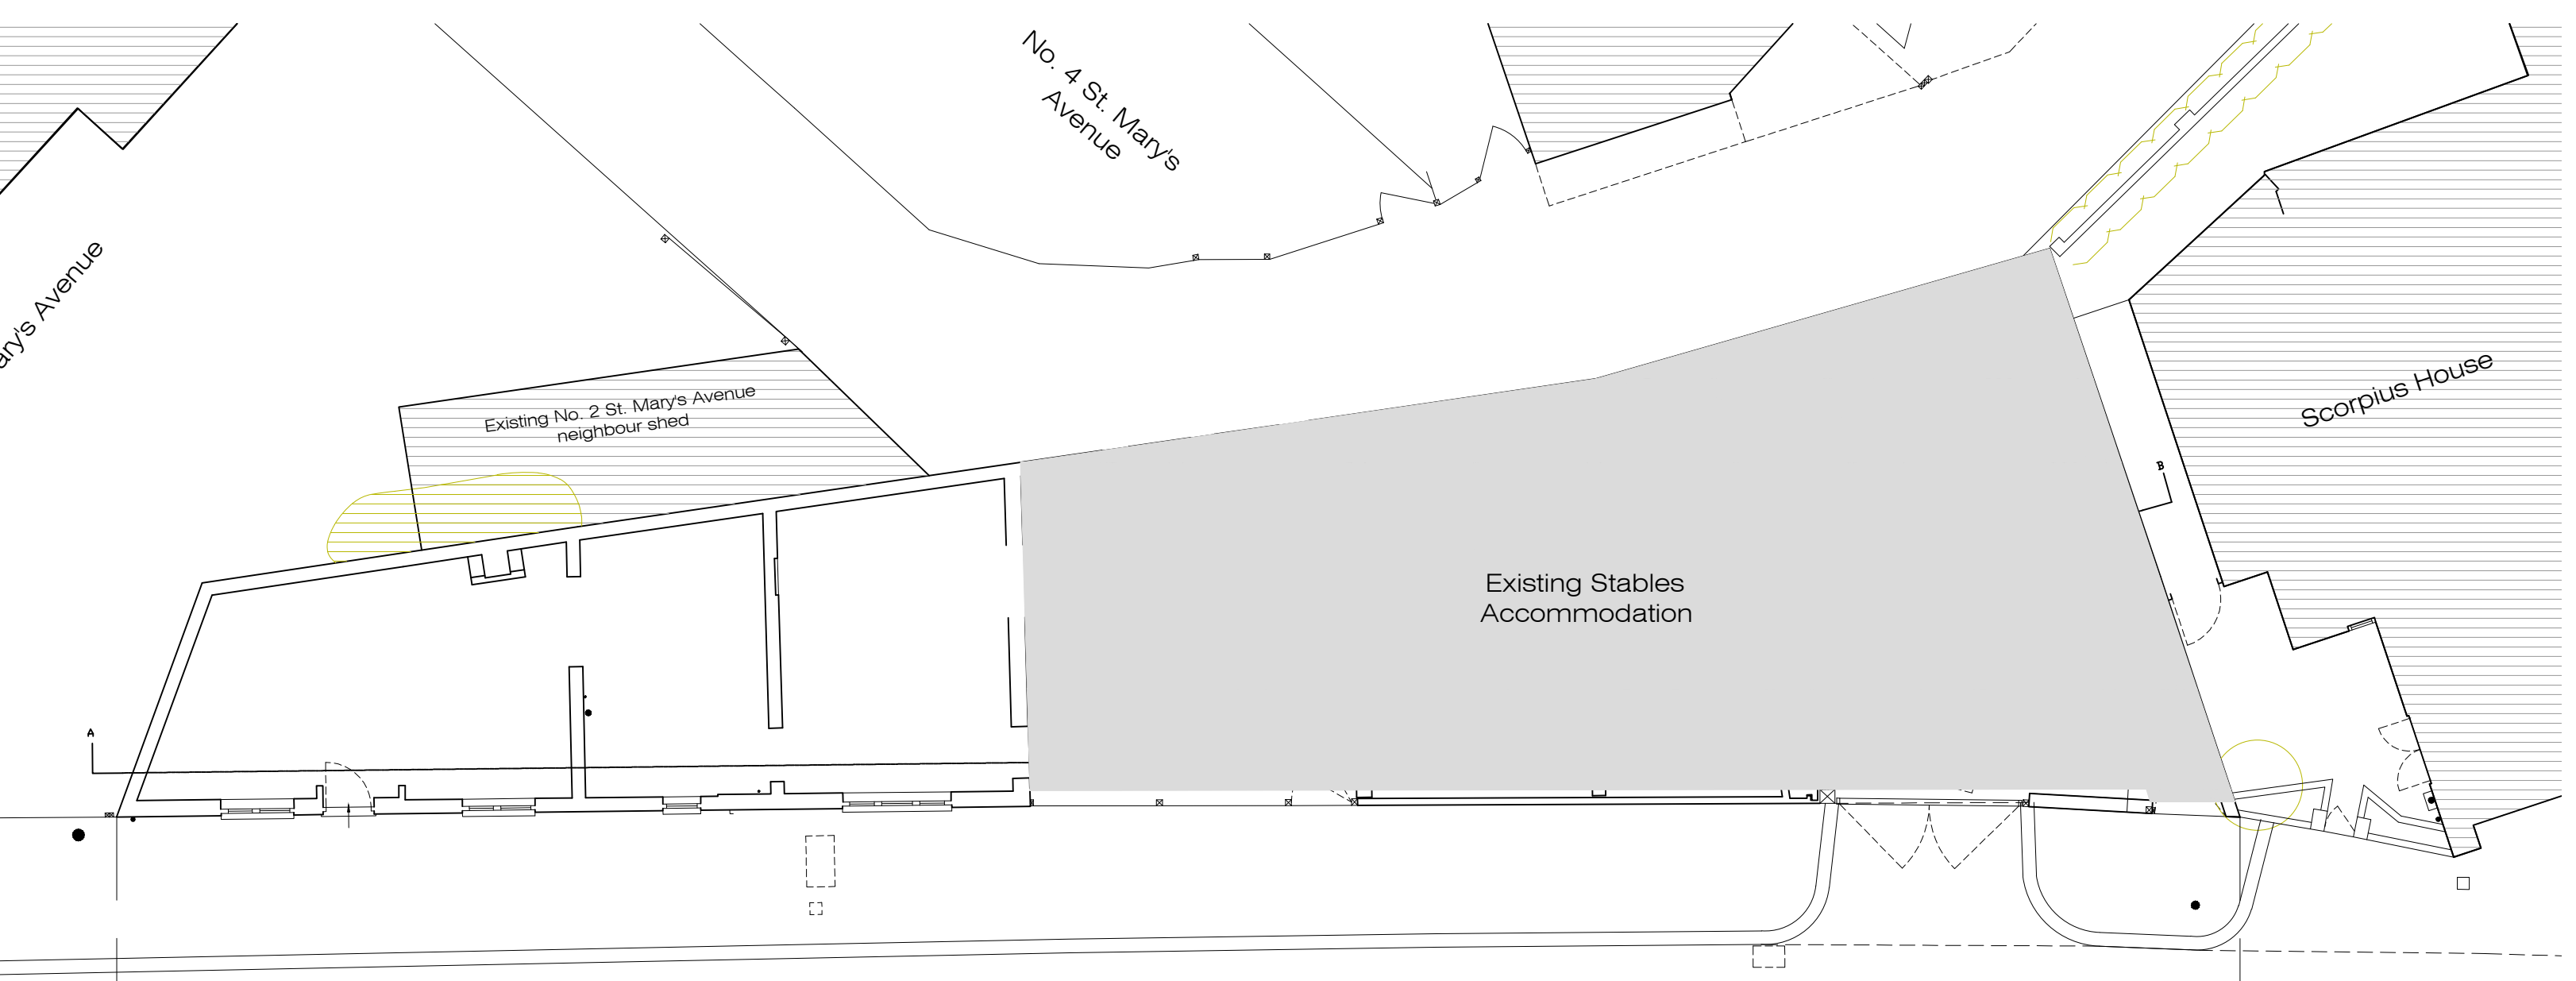 No. 4 St. Mary's
Avenue
ary's Avenue
Existing No. 2 St. Mary's Avenue
neighbour shed
Scorpius House
B
Existing Stables
Accommodation
A